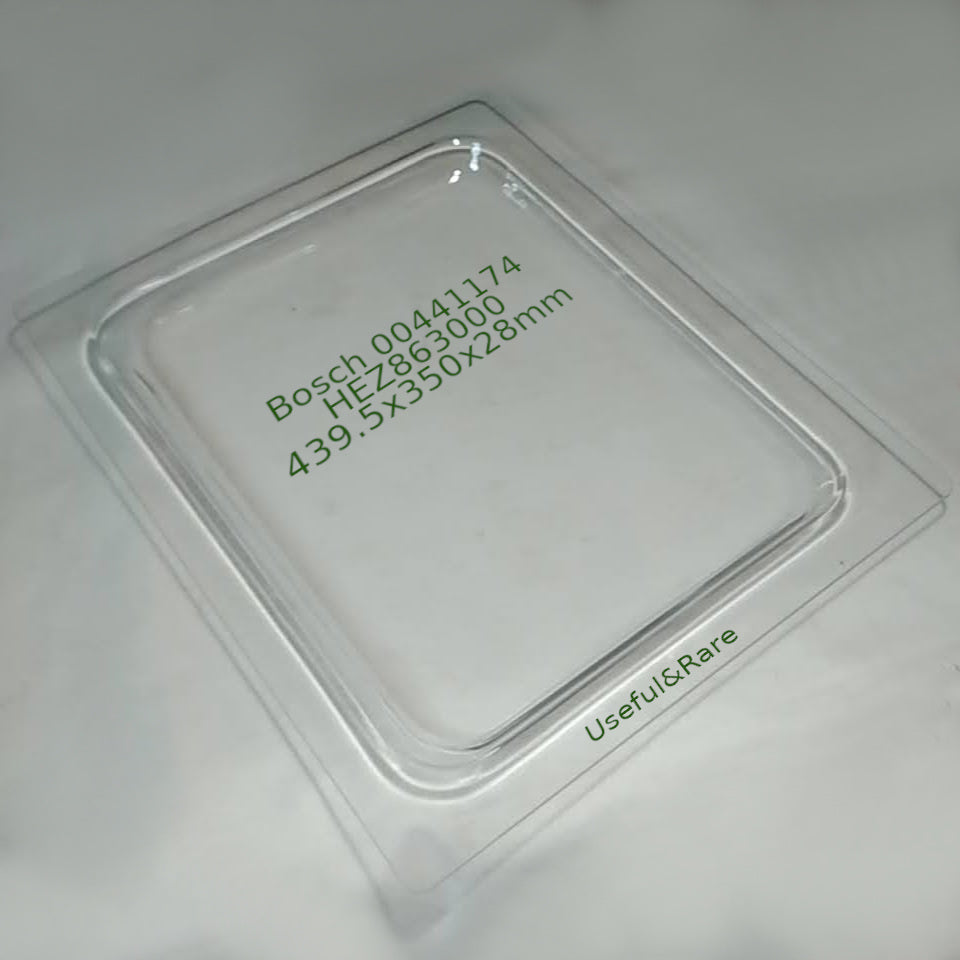 Bosch 00441174
HEZ863000
439.5x350x28mm
Useful&Rare